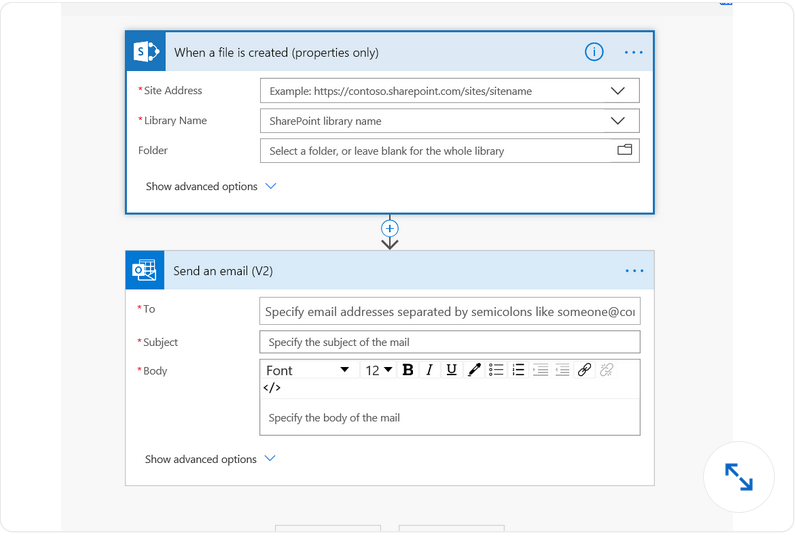 When a file is created (properties only)
*Site Address
Example: https://contoso.sharepoint.com/sites/sitename
*Library Name
SharePoint library name
Folder
Select a folder, or leave blank for the whole library
Show advanced options
Send an email (V2)
*To
Specify email addresses separated by semicolons like someone@con
*Subject
Specify the subject of the mail
*Body
Font 12 B I U
</>
Specify the body of the mail
Show advanced options